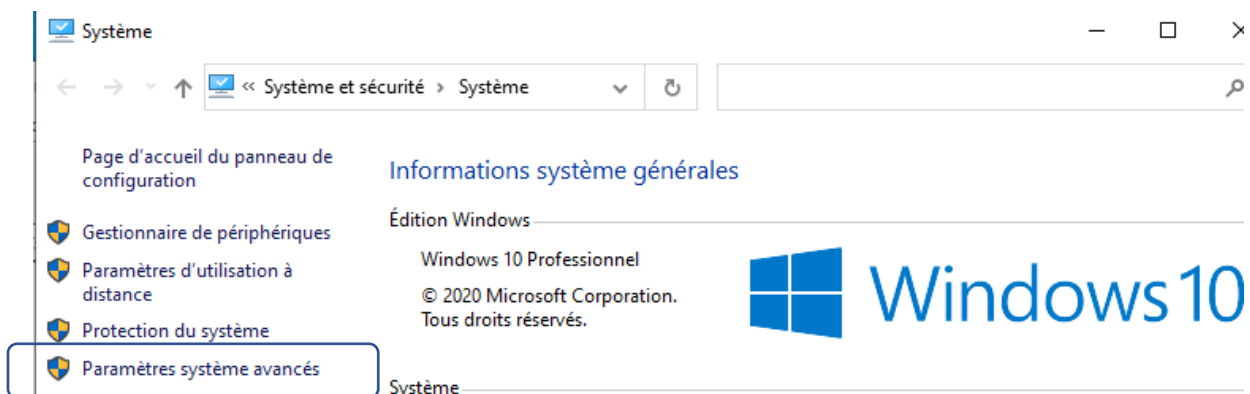 Système
« Système et sécurité › Système
Page d'accueil du panneau de
configuration
Informations système générales
Gestionnaire de périphériques
Paramètres d'utilisation à
distance
Protection du système
Paramètres système avancés
Édition Windows
Windows 10 Professionnel
© 2020 Microsoft Corporation.
Tous droits réservés.
Windows 10
Système